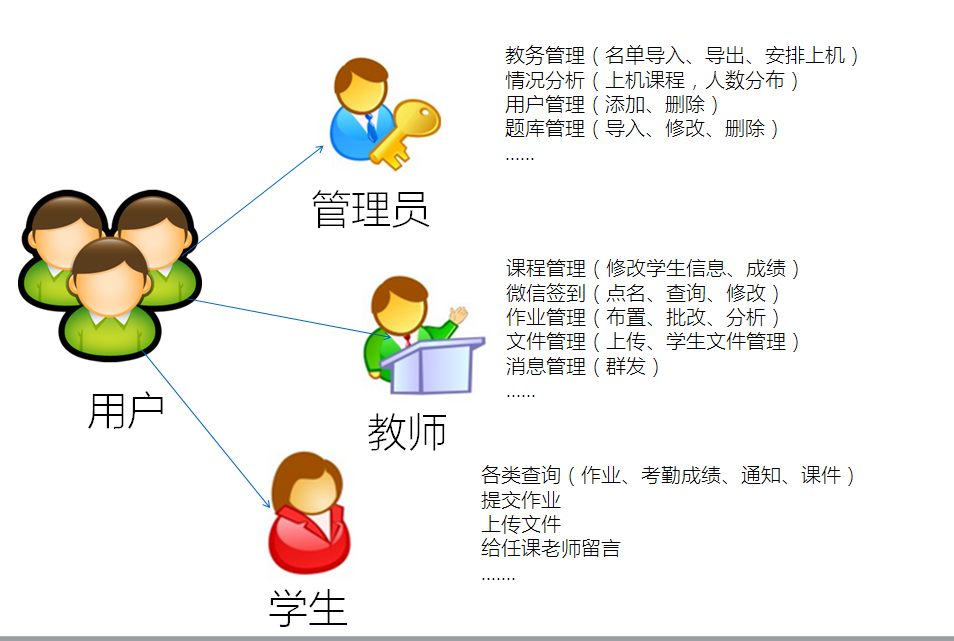 教务管理（名单导入、导出、安排上机）
情况分析（上机课程，人数分布）
用户管理（添加、删除）
题库管理（导入、修改、删除）
......
管理员
课程管理（修改学生信息、成绩）
微信签到（点名、查询、修改）
作业管理（布置、批改、分析）
文件管理（上传、学生文件管理）
消息管理（群发）
......
用户
教师
各类查询（作业、考勤成绩、通知、课件）
提交作业
上传文件
给任课老师留言
.......
学生